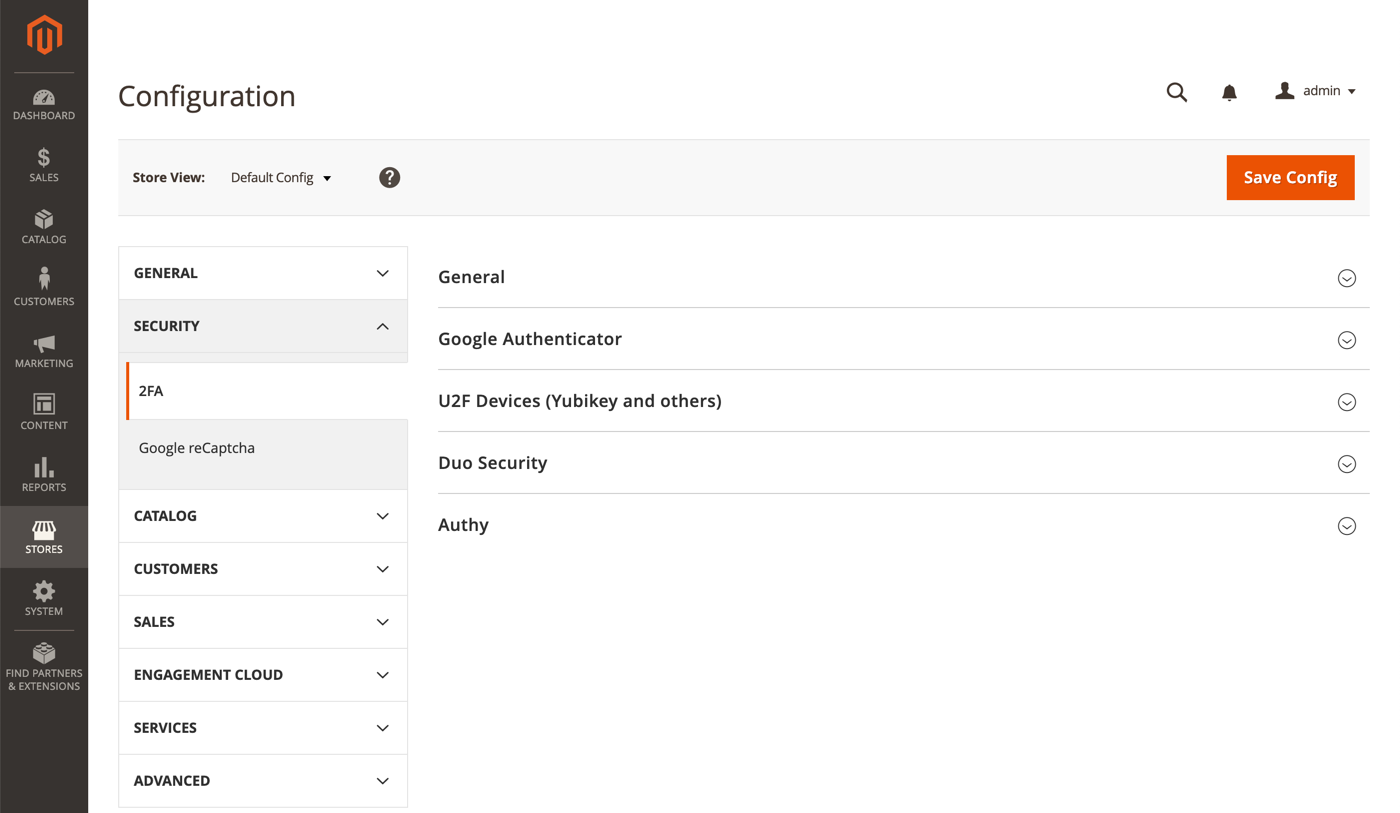 DASHBOARD
SALES
CATALOG
CUSTOMERS
MARKETING
CONTENT
REPORTS
STORES
SYSTEM
FIND PARTNERS
& EXTENSIONS
Configuration
admin
Store View: Default Config ?
Save Config
GENERAL
SECURITY
2FA
Google reCaptcha
CATALOG
CUSTOMERS
SALES
ENGAGEMENT CLOUD
SERVICES
ADVANCED
General
Google Authenticator
U2F Devices (Yubikey and others)
Duo Security
Authy